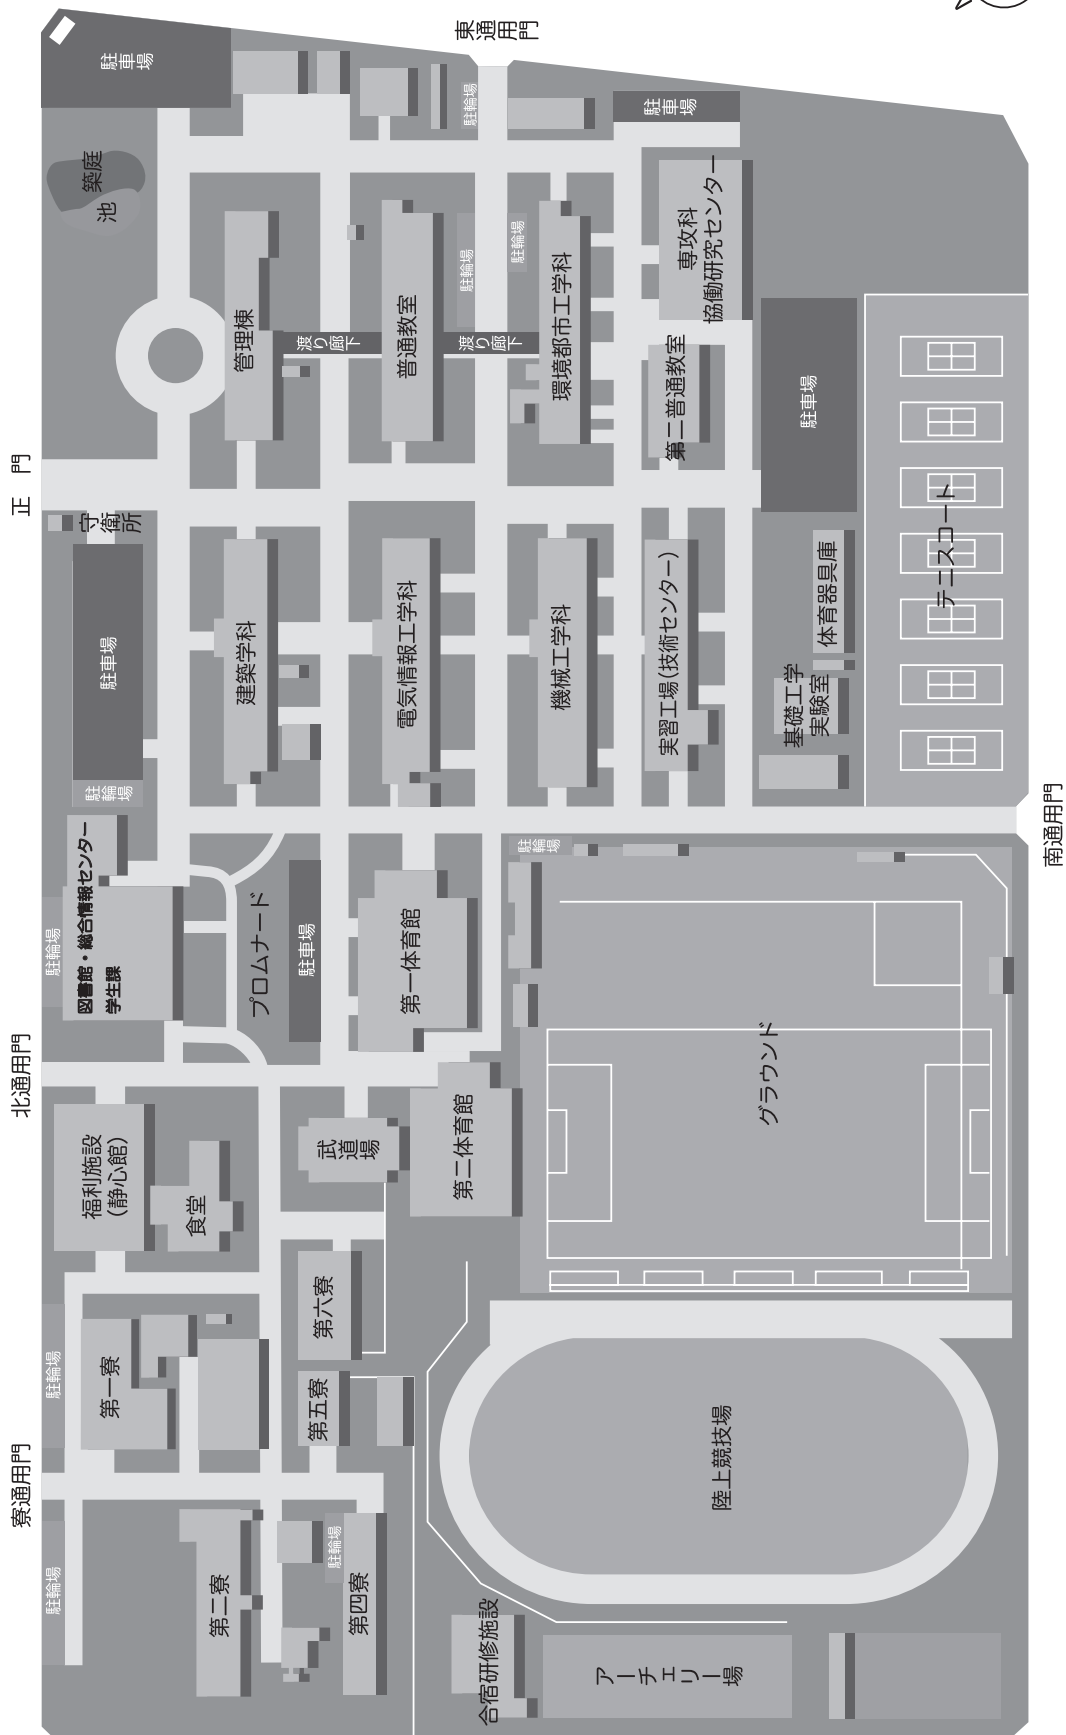 東通用門
駐車場
駐輪場
駐車場
築庭
池
駐輪場
駐輪場
専攻科
協働研究センター
管理棟
渡り廊下
普通教室
渡り廊下
環境都市工学科
第二普通教室
駐車場
正門
守衛所
テニスコート
駐車場
建築学科
電気情報工学科
機械工学科
実習工場(技術センター)
体育器具庫
基礎工学
実験室
駐輪場
南通用門
図書館・総合情報センター
学生課
駐輪場
プロムナード
駐車場
第一体育館
駐輪場
北通用門
グラウンド
福利施設
(静心館)
食堂
武道場
第二体育館
駐輪場
第一寮
第六寮
第五寮
陸上競技場
寮通用門
駐輪場
第二寮
駐輪場
第四寮
合宿研修施設
アーチェリー場